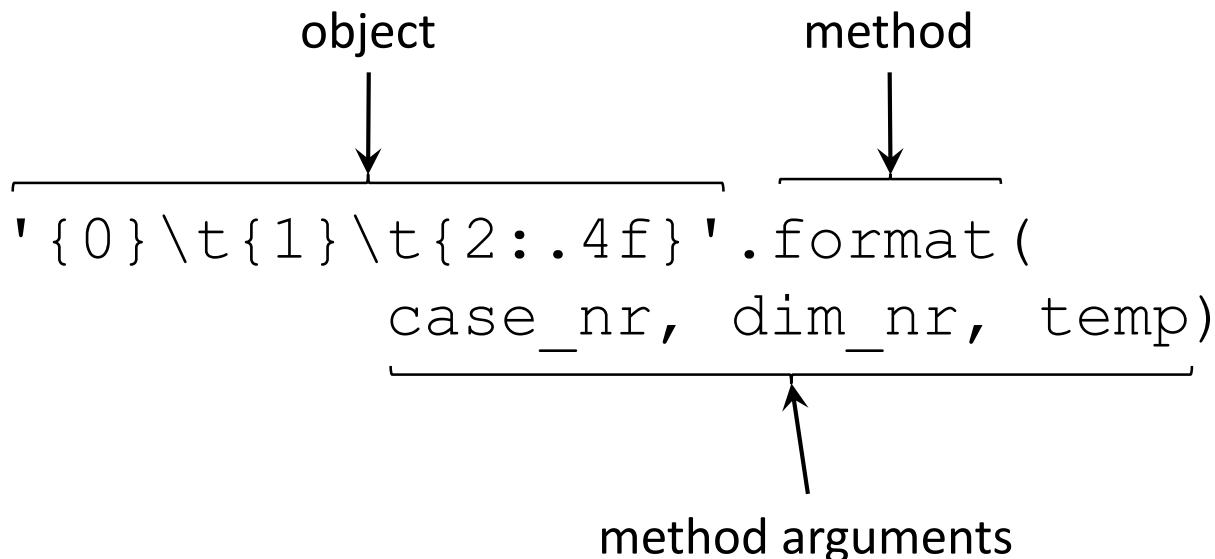 object method
'{0}\t{1}\t{2:.4f}'.format(
case_nr, dim_nr, temp)
method arguments